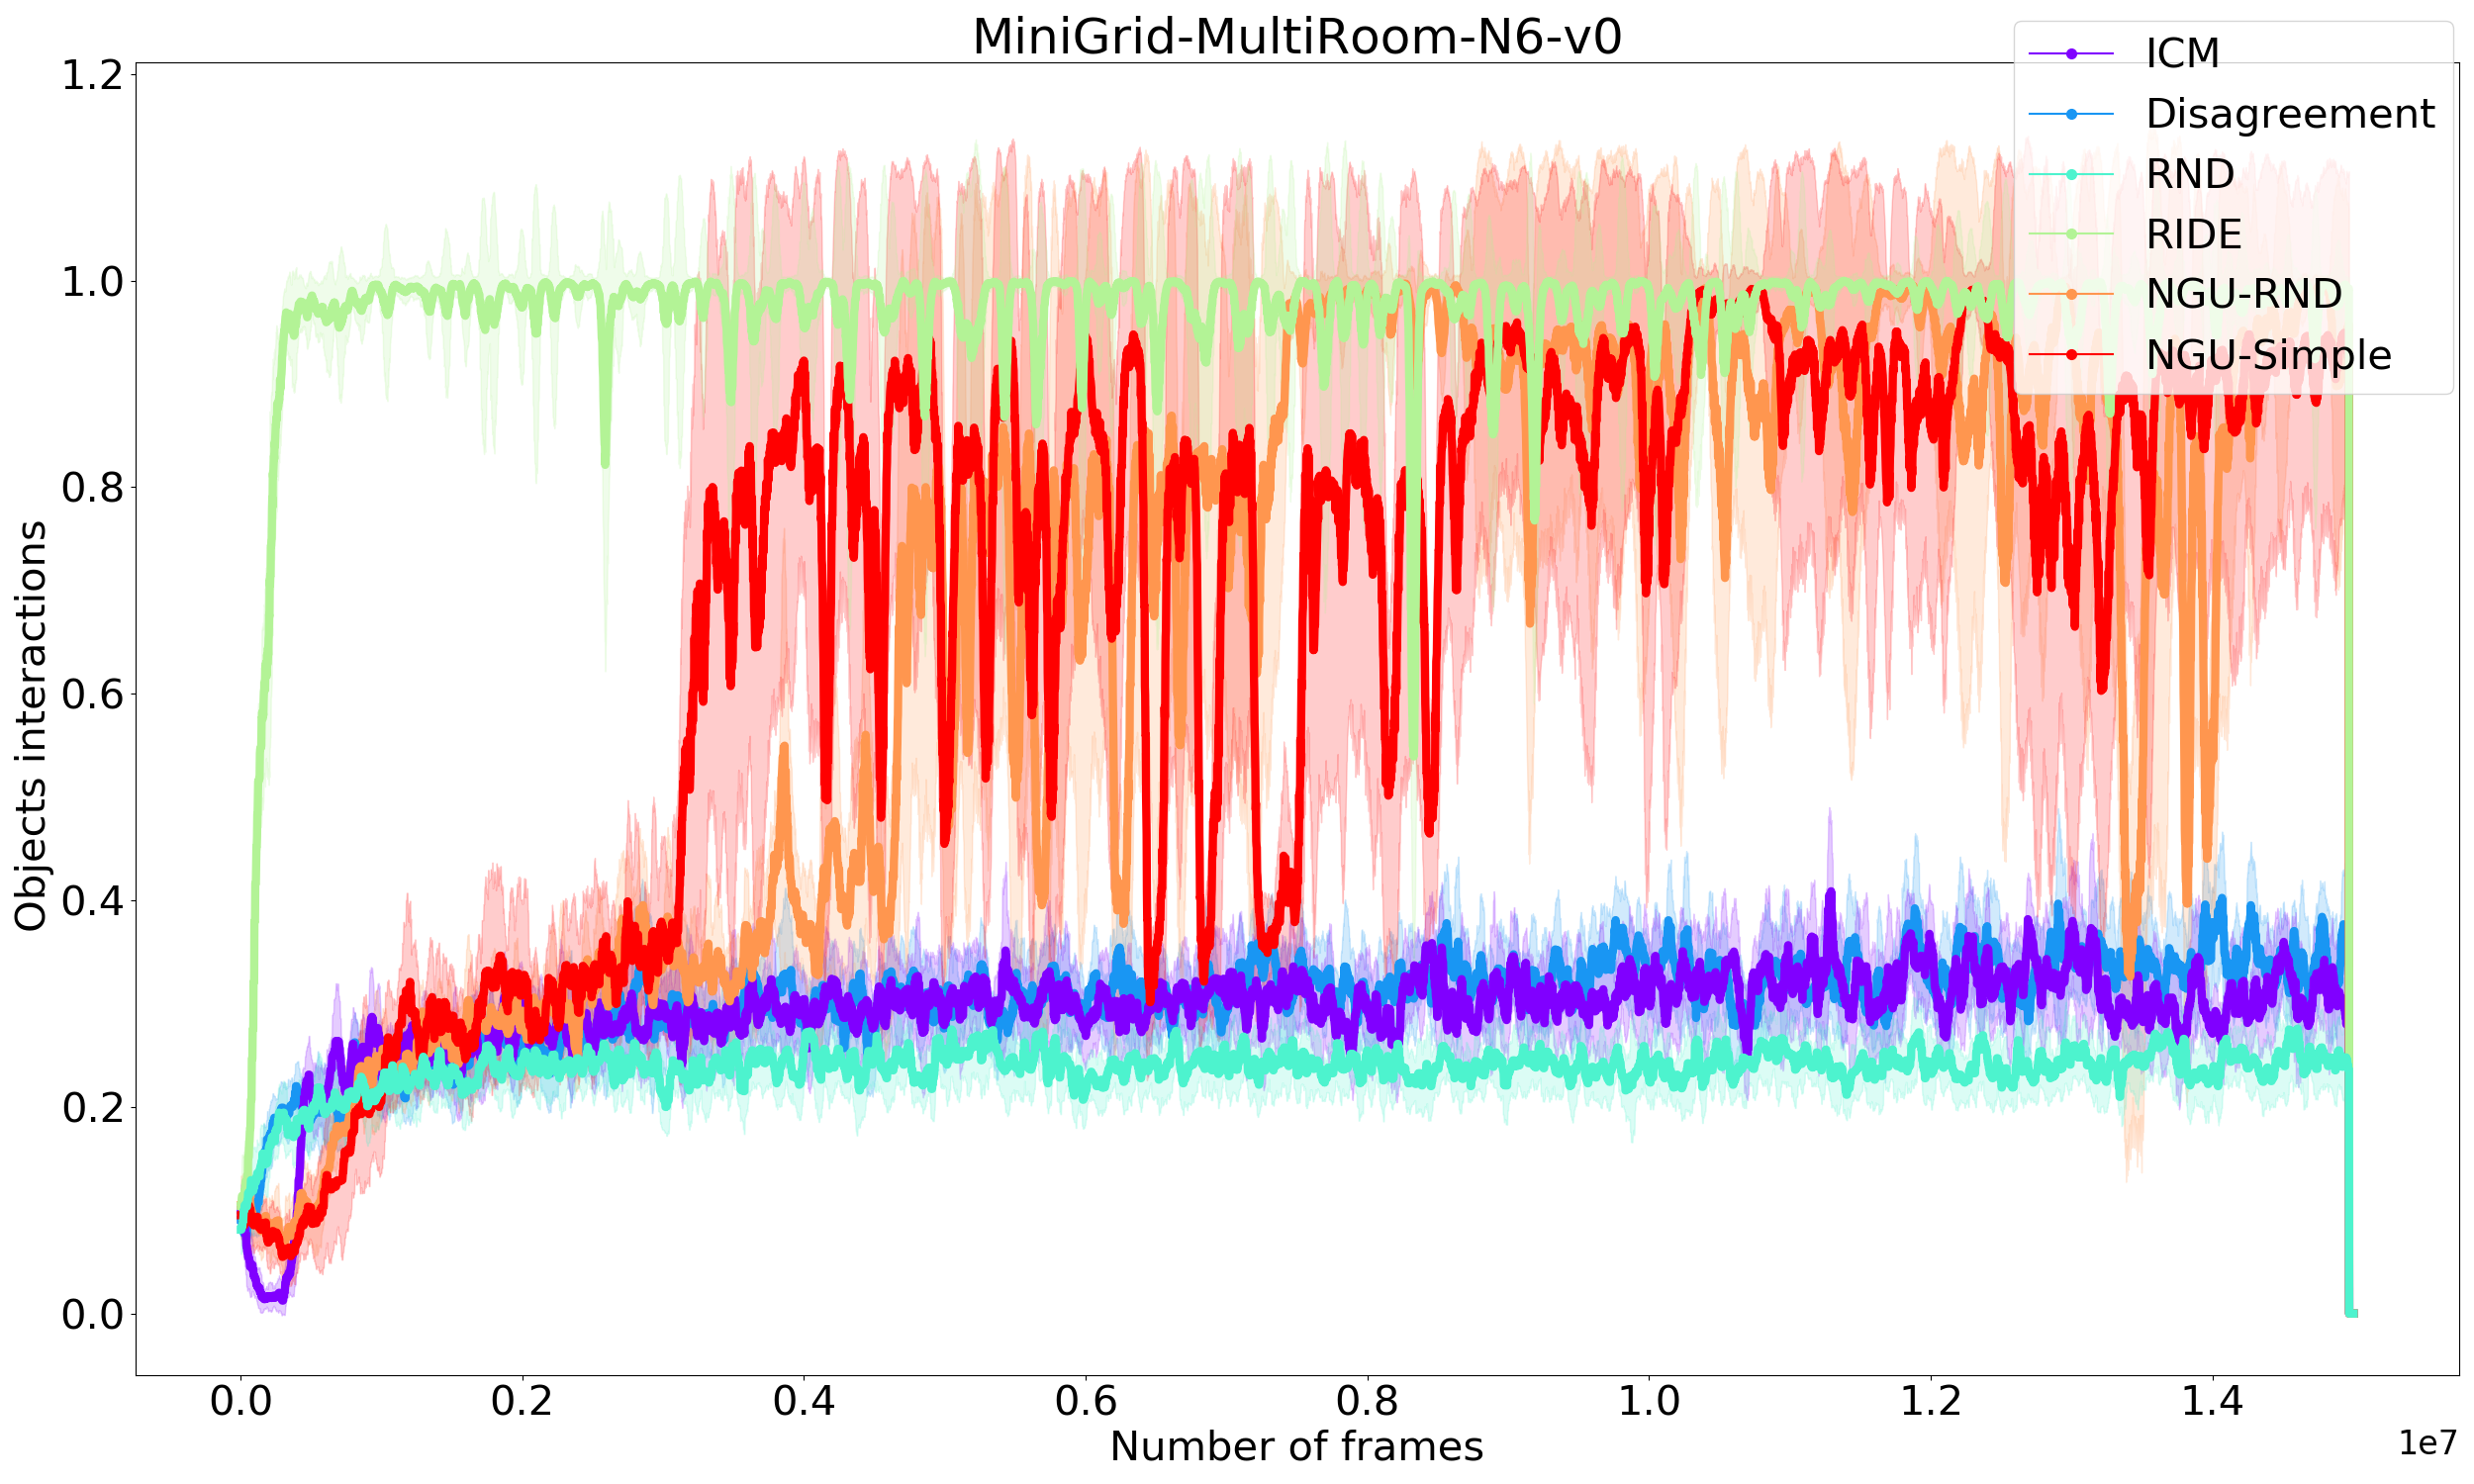 MiniGrid-MultiRoom-N6-v0
ICM
Disagreement
RND
RIDE
NGU-RND
NGU-Simple
Objects interactions
1.2
1.0
0.8
0.6
0.4
0.2
0.0
0.0 0.2 0.4 0.6 0.8 1.0 1.2 1.4
1e7
Number of frames